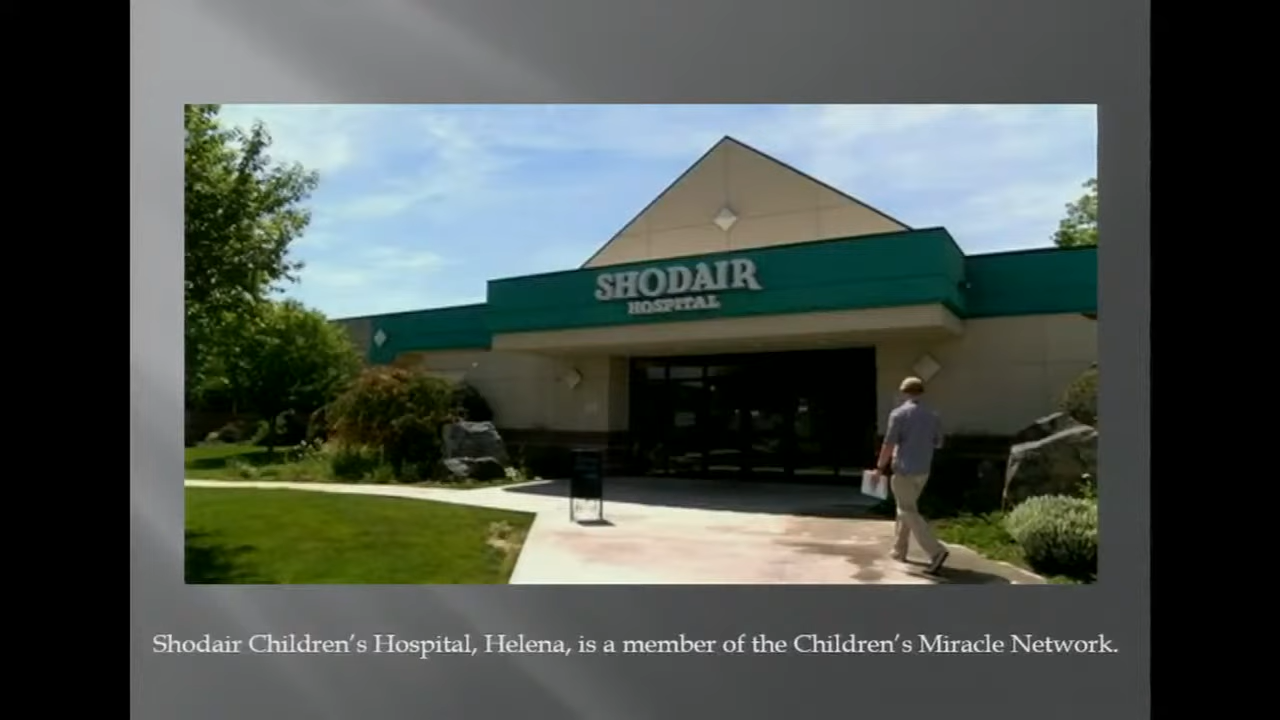 SHODAIR
HOSPITAL
Shodair Children's Hospital, Helena, is a member of the Children's Miracle Network.